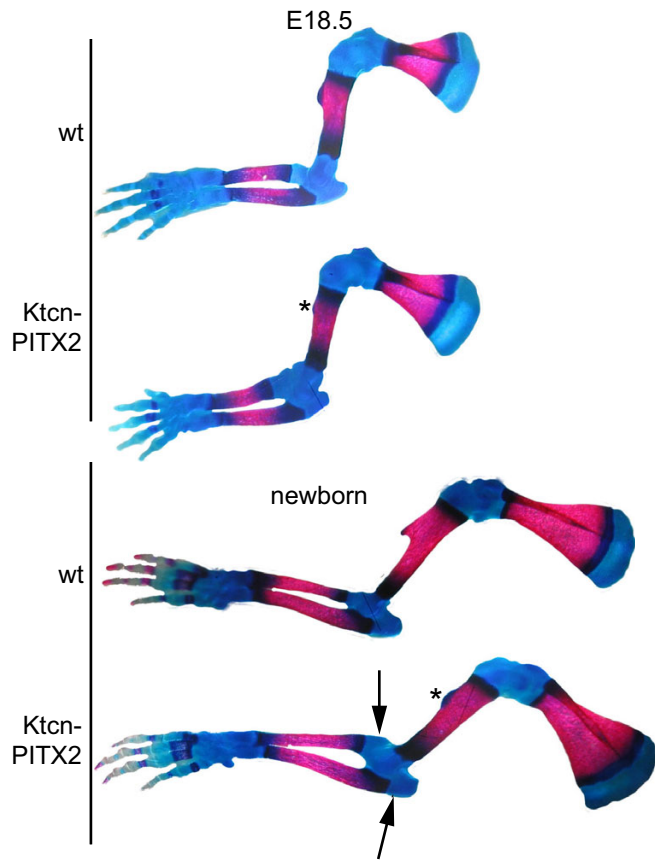 E18.5
wt
Ktcn-
PITX2
*
newborn
wt
Ktcn-
PITX2
*